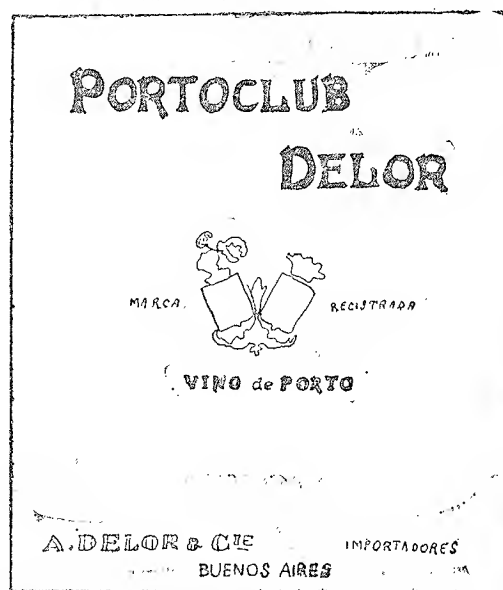 PORTOCLUB
DELOR
MARCA REGISTRADA
VINO de PORTO
A. DELOR & CIE IMPORTADORES
BUENOS AIRES